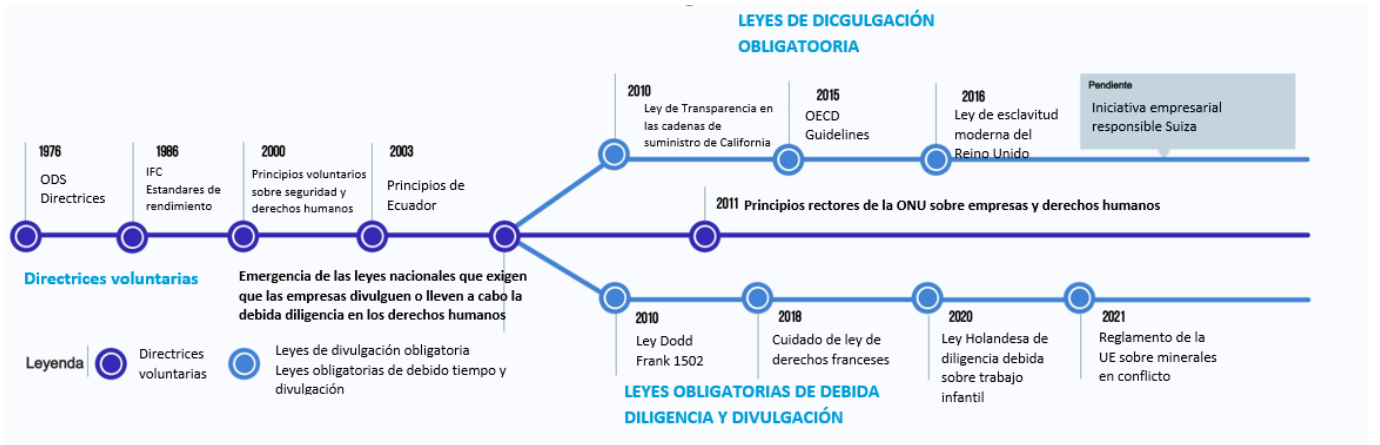 LEYES DE DICGULGACIÓN
OBLIGATOORIA
2010
Ley de Transparencia en
las cadenas de
suministro de California
2015
OECD
Guidelines
2016
Ley de esclavitud
moderna del
Reino Unido
Pendiente
Iniciativa empresarial
responsible Suiza
1976
ODS
Directrices
1986
IFC
Estandares de
rendimiento
2000
Principios voluntarios
sobre seguridad y
derechos humanos
2003
Principios de
Ecuador
2011 Principios rectores de la ONU sobre empresas y derechos humanos
Directrices voluntarias
Emergencia de las leyes nacionales que exigen
que las empresas divulguen o lleven a cabo la
debida diligencia en los derechos humanos
2010
Ley Dodd
Frank 1502
2018
Cuidado de ley de
derechos franceses
2020
Ley Holandesa de
diligencia debida
sobre trabajo
infantil
2021
Reglamento de la
UE sobre minerales
en conflicto
Leyenda
Directrices
voluntarias
Leyes de divulgación obligatoria
Leyes obligatorias de debido tiempo y
divulgación
LEYES OBLIGATORIAS DE DEBIDA
DILIGENCIA Y DIVULGACIÓN